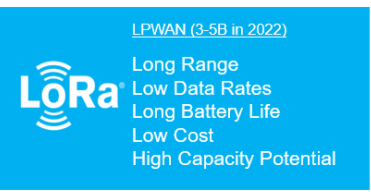 LPWAN (3-5B in 2022)
LoRa®
Long Range
Low Data Rates
Long Battery Life
Low Cost
High Capacity Potential